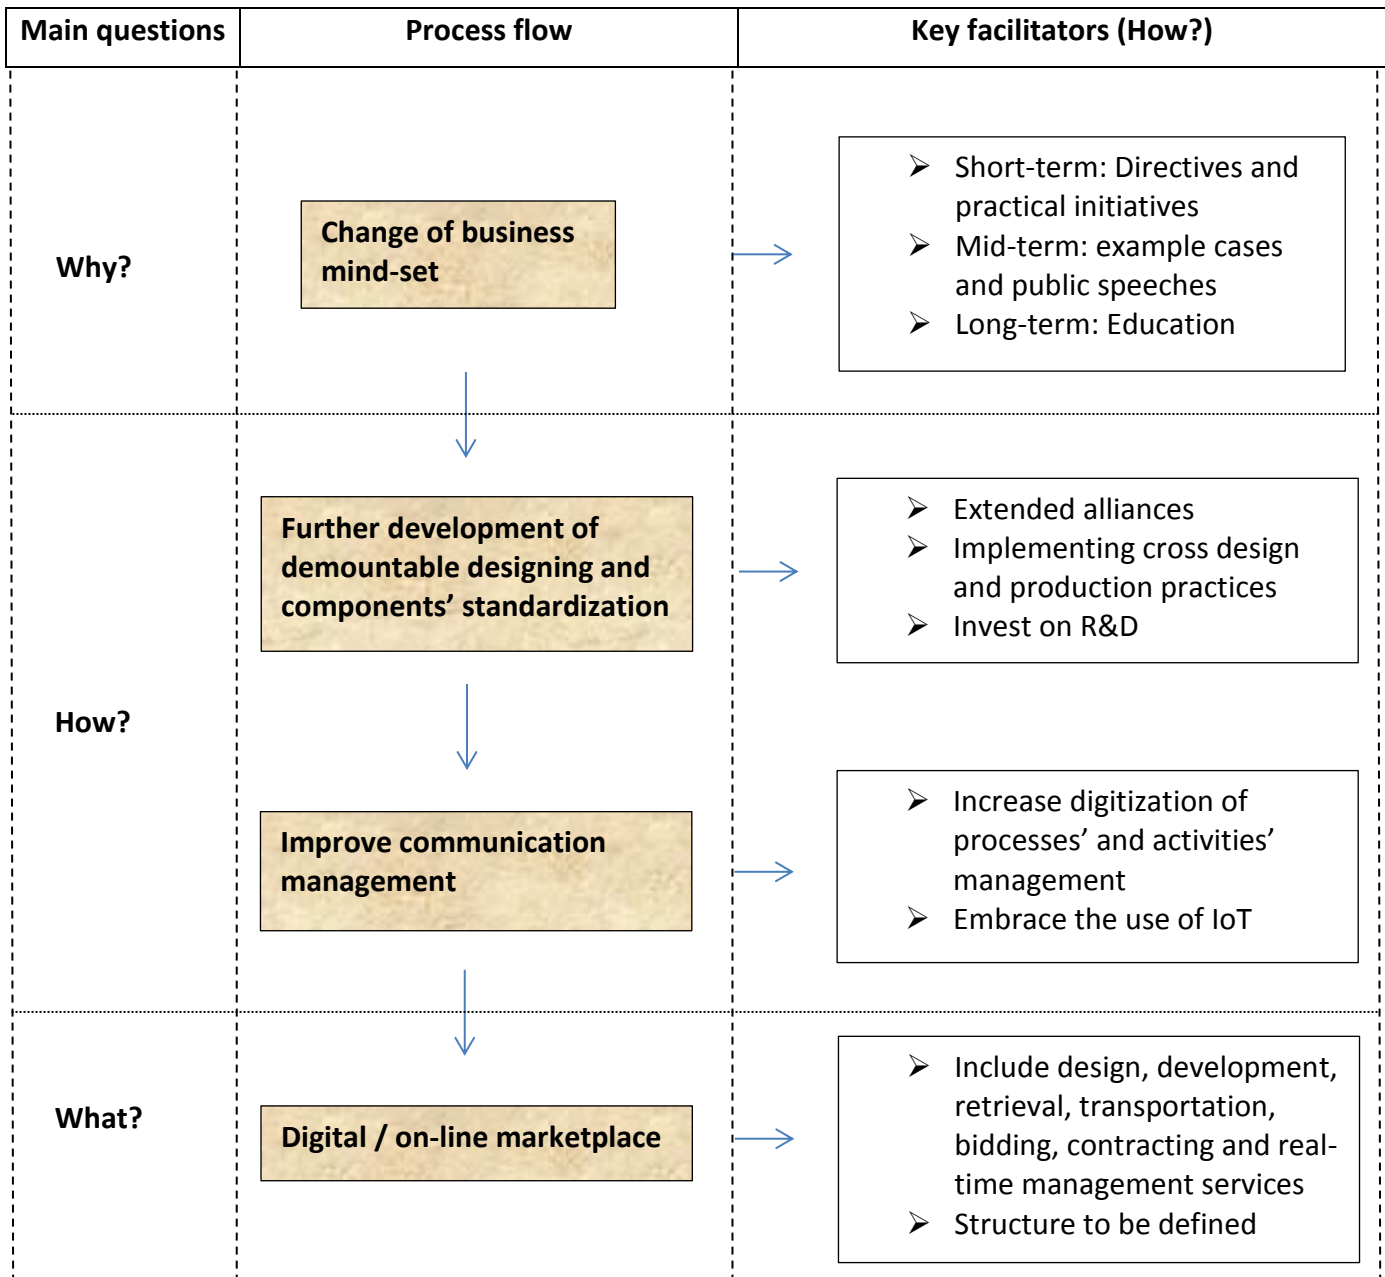 Main questions
Process flow
Key facilitators (How?)
Why?
Change of business
mind-set
➢ Short-term: Directives and
practical initiatives
➢ Mid-term: example cases
and public speeches
➢ Long-term: Education
How?
Further development of
demountable designing and
components’ standardization
➢ Extended alliances
➢ Implementing cross design
and production practices
➢ Invest on R&D
Improve communication
management
➢ Increase digitization of
processes’ and activities’
management
➢ Embrace the use of IoT
What?
Digital / on-line marketplace
➢ Include design, development,
retrieval, transportation,
bidding, contracting and real-
time management services
➢ Structure to be defined